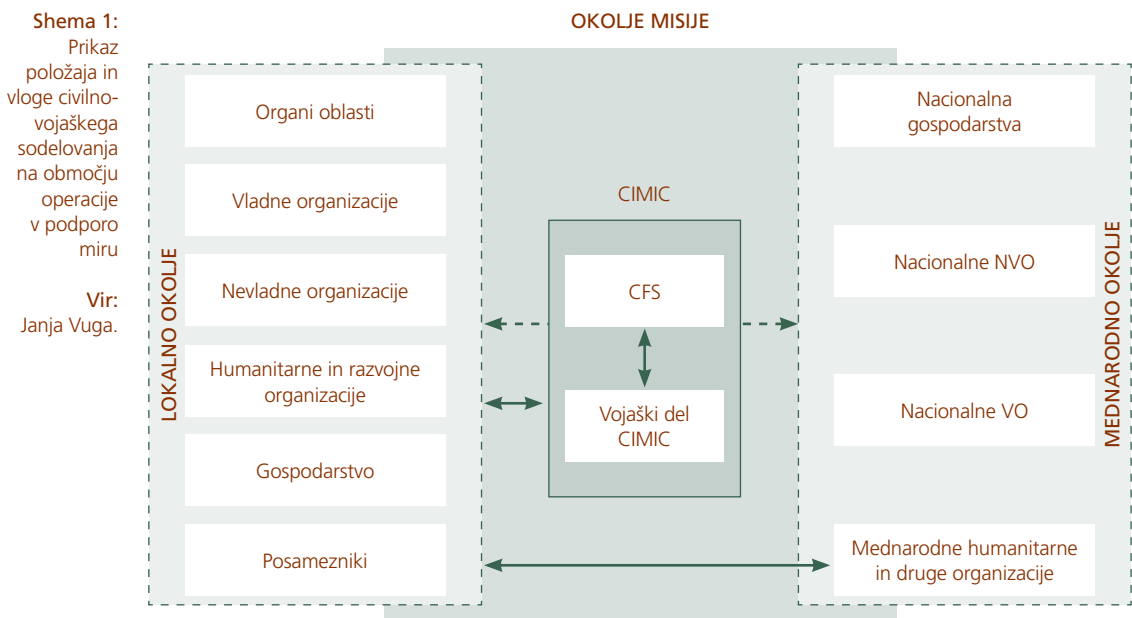 Shema 1:
Prikaz
položaja in
vloge civilno-
vojaškega
sodelovanja
na območju
operacije
v podporo
miru
Vir:
Janja Vuga.
OKOLJE MISIJE
LOKALNO OKOLJE
Organi oblasti
Vladne organizacije
Nevladne organizacije
Humanitarne in razvojne
organizacije
Gospodarstvo
Posamezniki
CIMIC
CFS
Vojaški del
CIMIC
Nacionalna
gospodarstva
Nacionalne NVO
Nacionalne VO
Mednarodne humanitarne
in druge organizacije
MEDNARODNO OKOLJE